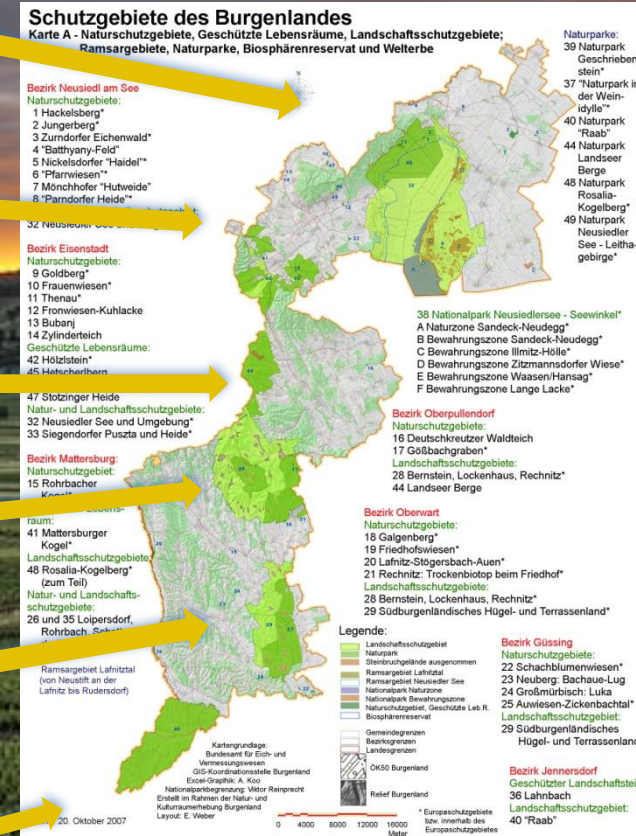 Schutzgebiete des Burgenlandes
Karte A - Naturschutzgebiete, Geschützte Lebensräume, Landschaftsschutzgebiete;
Ramsargebiete, Naturparke, Biosphärenreservat und Welterbe
Bezirk Neusiedl am See
Naturschutzgebiete:
1 Hackelsberg*
2 Jungerberg*
3 Zurndorfer Eichenwald*
4 "Batthyany-Feld"
5 Nickelsdorfer "Haidel"*
6 "Pfarrwiesen"*
7 Mönchhofer "Hutweide"
8 "Parndorfer Heide"*
32 Neusiedler See
Bezirk Eisenstadt
Naturschutzgebiete:
9 Goldberg*
10 Frauenwiesen*
11 Thenau*
12 Fronwiesen-Kuhlacke
13 Bubanj
14 Zylinderteich
Geschützte Lebensräume:
42 Hölzlstein*
45 Hetscherlberg
47 Stotzinger Heide
Natur- und Landschaftsschutzgebiete:
32 Neusiedler See und Umgebung*
33 Siegendorfer Puszta und Heide*
Bezirk Mattersburg:
Naturschutzgebiet:
15 Rohrbacher
Kogel*
raum:
41 Mattersburger
Kogel*
Landschaftsschutzgebiete:
48 Rosalia-Kogelberg*
(zum Teil)
Natur- und Landschafts-
schutzgebiete:
26 und 35 Loipersdorf,
Rohrbach,
Ramsargebiet Lafnitztal
(von Neustift an der
Lafnitz bis Rudersdorf)
20. Oktober 2007
Naturparke:
39 Naturpark
Geschrieben
stein*
37 "Naturpark in
der Wein-
idylle"*
40 Naturpark
"Raab"
44 Naturpark
Landseer
Berge
48 Naturpark
Rosalia-
Kogelberg*
49 Naturpark
Neusiedler
See - Leitha-
gebirge*
38 Nationalpark Neusiedlersee - Seewinkel*
A Naturzone Sandeck-Neudegg*
B Bewahrungszone Sandeck-Neudegg*
C Bewahrungszone Illmitz-Hölle*
D Bewahrungszone Zitzmannsdorfer Wiese*
E Bewahrungszone Waasen/Hansag*
F Bewahrungszone Lange Lacke*
Bezirk Oberpullendorf
Naturschutzgebiete:
16 Deutschkreutzer Waldteich
17 Gößbachgraben*
Landschaftsschutzgebiete:
28 Bernstein, Lockenhaus, Rechnitz*
44 Landseer Berge
Bezirk Oberwart
Naturschutzgebiete:
18 Galgenberg*
19 Friedhofswiesen*
20 Lafnitz-Stögersbach-Auen*
21 Rechnitz: Trockenbiotop beim Friedhof*
Landschaftsschutzgebiete:
28 Bernstein, Lockenhaus, Rechnitz*
29 Südburgenländisches Hügel- und Terrassenland*
Bezirk Güssing
Naturschutzgebiete:
22 Schachblumenwiesen*
23 Neuberg: Bachaue-Lug
24 Großmürbisch: Luka
25 Auwiesen-Zickenbachtal*
Landschaftsschutzgebiet:
29 Südburgenländisches
Hügel- und Terrassenland
Bezirk Jennersdorf
Geschützter Landschaftsteil
36 Lahnbach
Landschaftsschutzgebiet:
40 "Raab"
Legende:
Landschaftsschutzgebiet
Naturpark
Steinbruchgelände ausgenommen
Ramsargebiet Lafnitztal
Ramsargebiet Neusiedler See
Nationalpark Naturzone
Nationalpark Bewahrungszone
Naturschutzgebiet, Geschützte Leb.R.
Biosphärenreservat
Gemeindegrenzen
Bezirksgrenzen
Landesgrenzen
ÖK50 Burgenland
Relief Burgenland
Kartengrundlage:
Bundesamt für Eich- und
Vermessungswesen
GIS-Koordinationsstelle Burgenland
Excel-Graphik: A. Koo
Nationalparkbegrenzung: Viktor Reinprecht
Erstellt im Rahmen der Natur- und
Kulturraumerhebung Burgenland
Layout: E. Weber
0 4000 8000 12000 16000
Meter
* Europaschutzgebiete
bzw. innerhalb des
Europaschutzgebietes